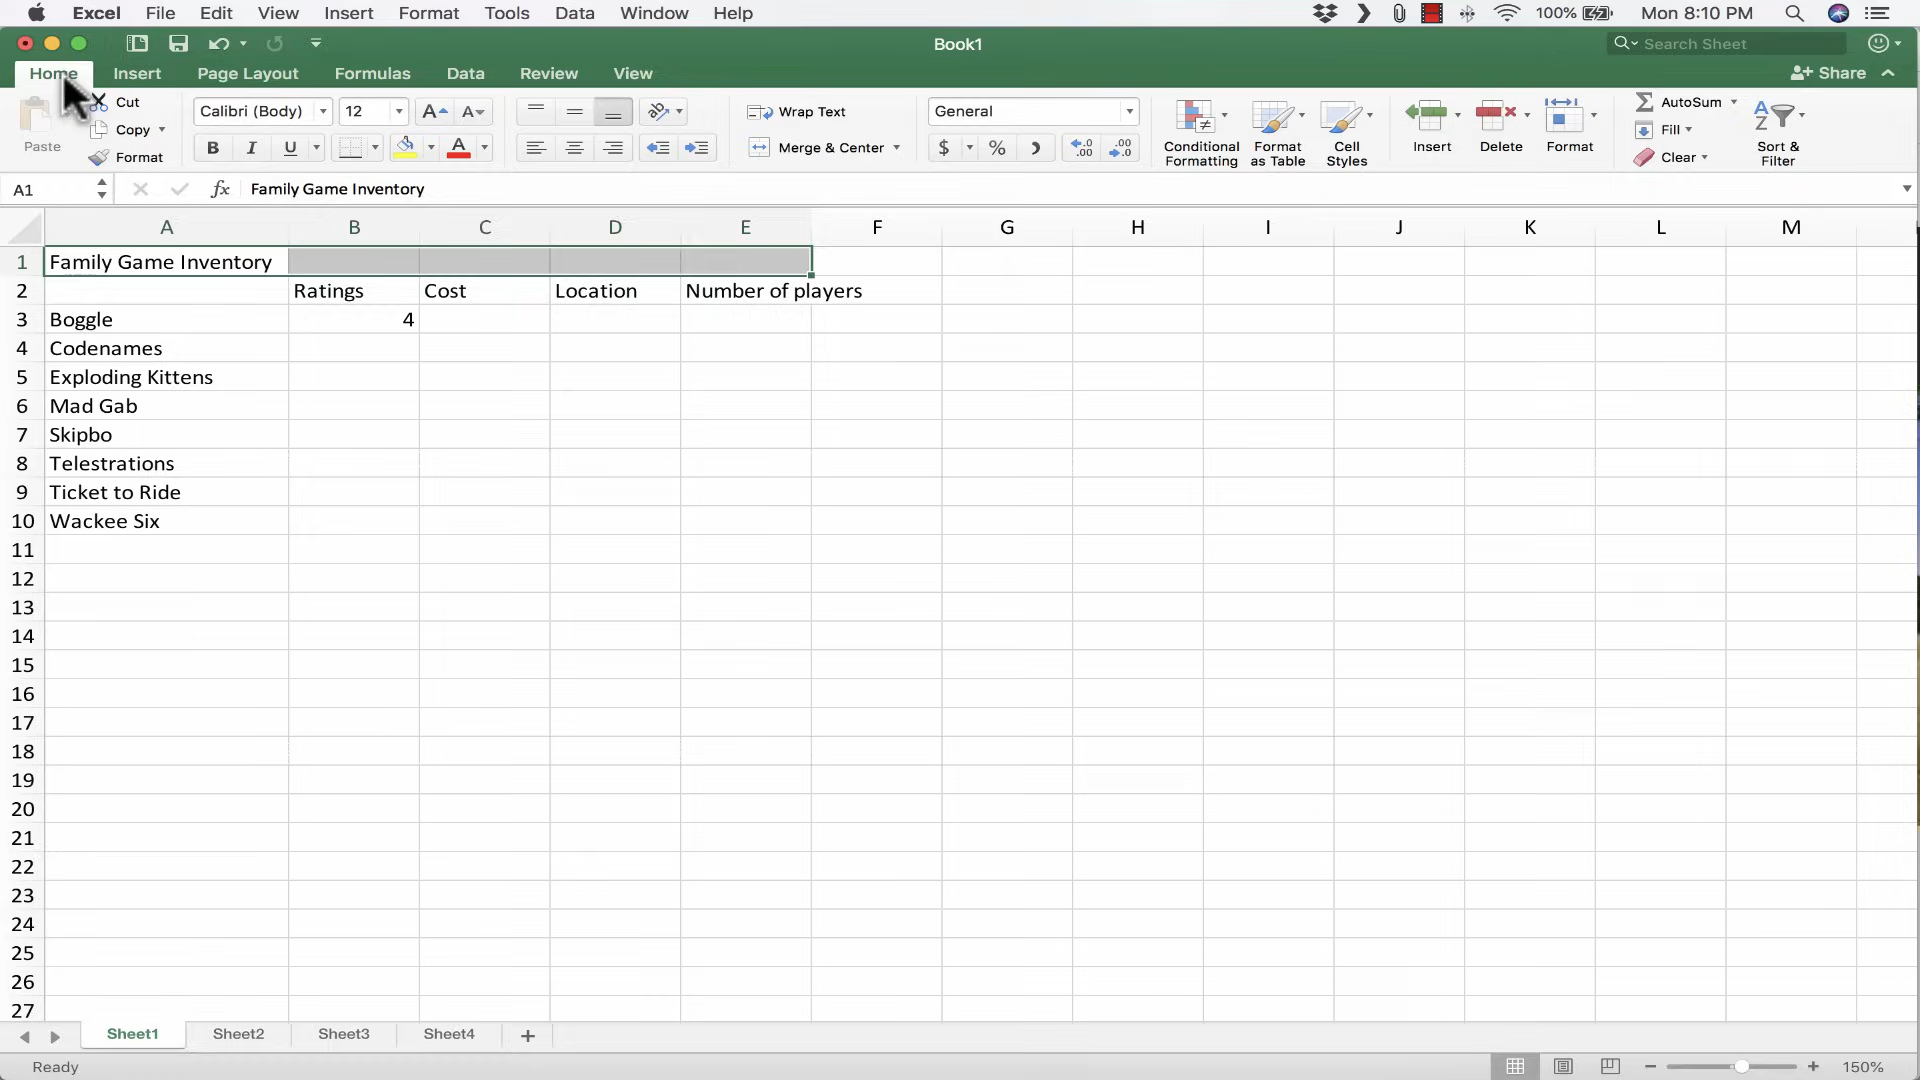 Excel File Edit View Insert Format Tools Data Window Help 100% Mon 8:10 PM
Book1 Search Sheet
Home Insert Page Layout Formulas Data Review View Share
Paste Cut Copy Format
Calibri (Body) 12 A A
B I U A
Wrap Text
Merge & Center
General
$ % .0 .00 .00 .0
Conditional Formatting
Format as Table
Cell Styles
Insert Delete Format
AutoSum
Fill
Clear
Sort & Filter
A1 fx Family Game Inventory
A B C D E F G H I J K L M
1 Family Game Inventory
2 Ratings Cost Location Number of players
3 Boggle 4
4 Codenames
5 Exploding Kittens
6 Mad Gab
7 Skipbo
8 Telestrations
9 Ticket to Ride
10 Wackee Six
11
12
13
14
15
16
17
18
19
20
21
22
23
24
25
26
27
Sheet1 Sheet2 Sheet3 Sheet4 +
Ready 150%